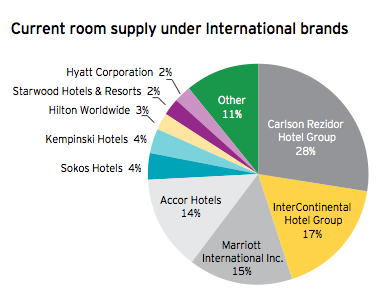 Current room supply under International brands
Hyatt Corporation 2%
Starwood Hotels & Resorts 2%
Hilton Worldwide 3%
Kempinski Hotels 4%
Sokos Hotels 4%
Accor Hotels
14%
Marriott
International Inc.
15%
InterContinental
Hotel Group
17%
Carlson Rezidor
Hotel Group
28%
Other
11%